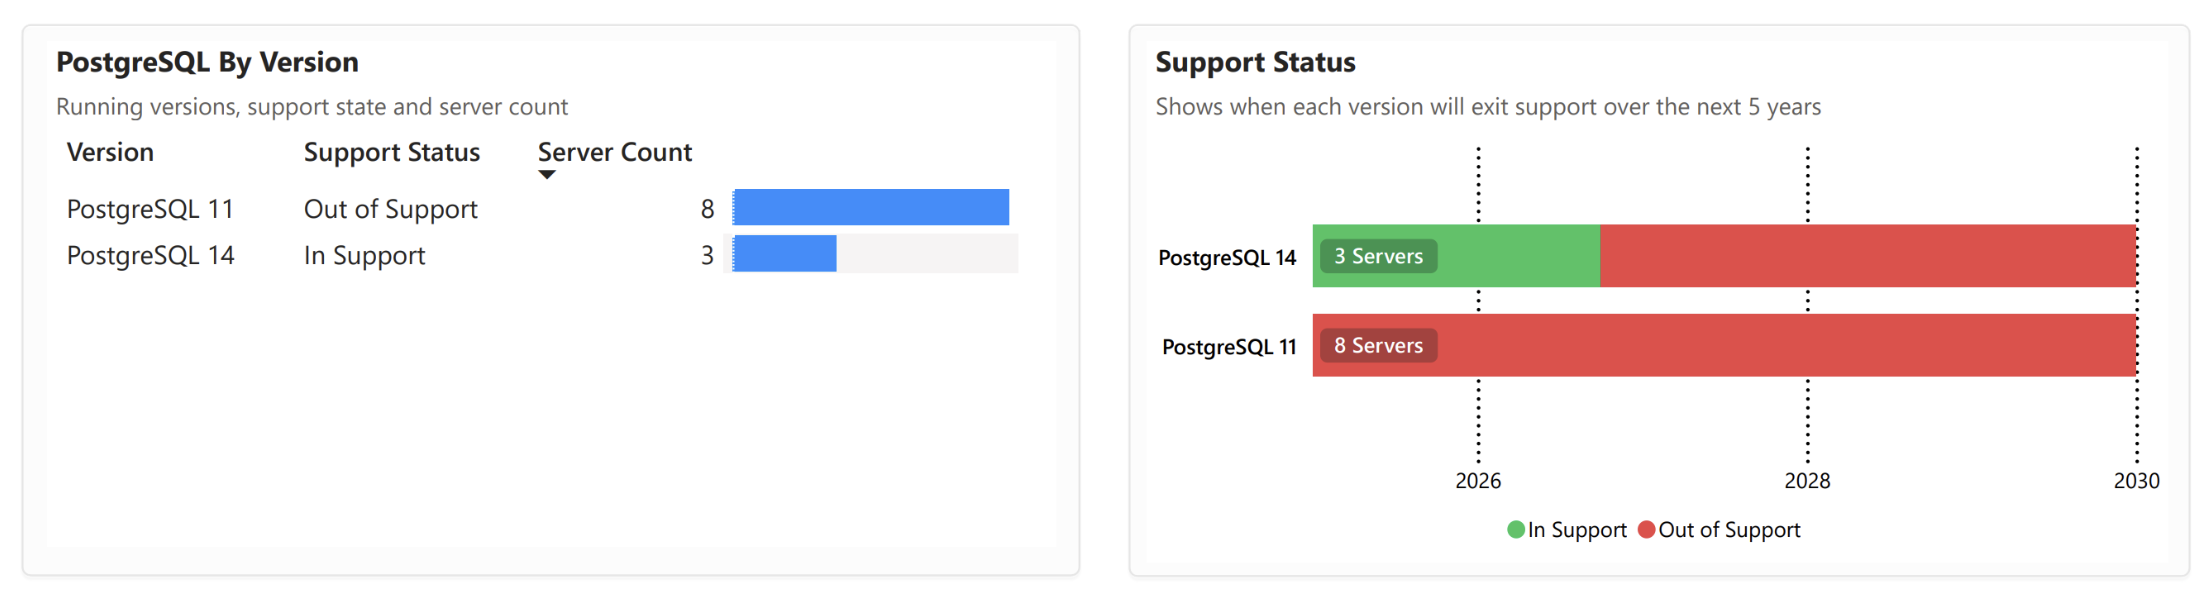 PostgreSQL By Version
Running versions, support state and server count
Version Support Status Server Count
PostgreSQL 11 Out of Support 8
PostgreSQL 14 In Support 3
Support Status
Shows when each version will exit support over the next 5 years
PostgreSQL 14 3 Servers
PostgreSQL 11 8 Servers
2026 2028 2030
In Support Out of Support